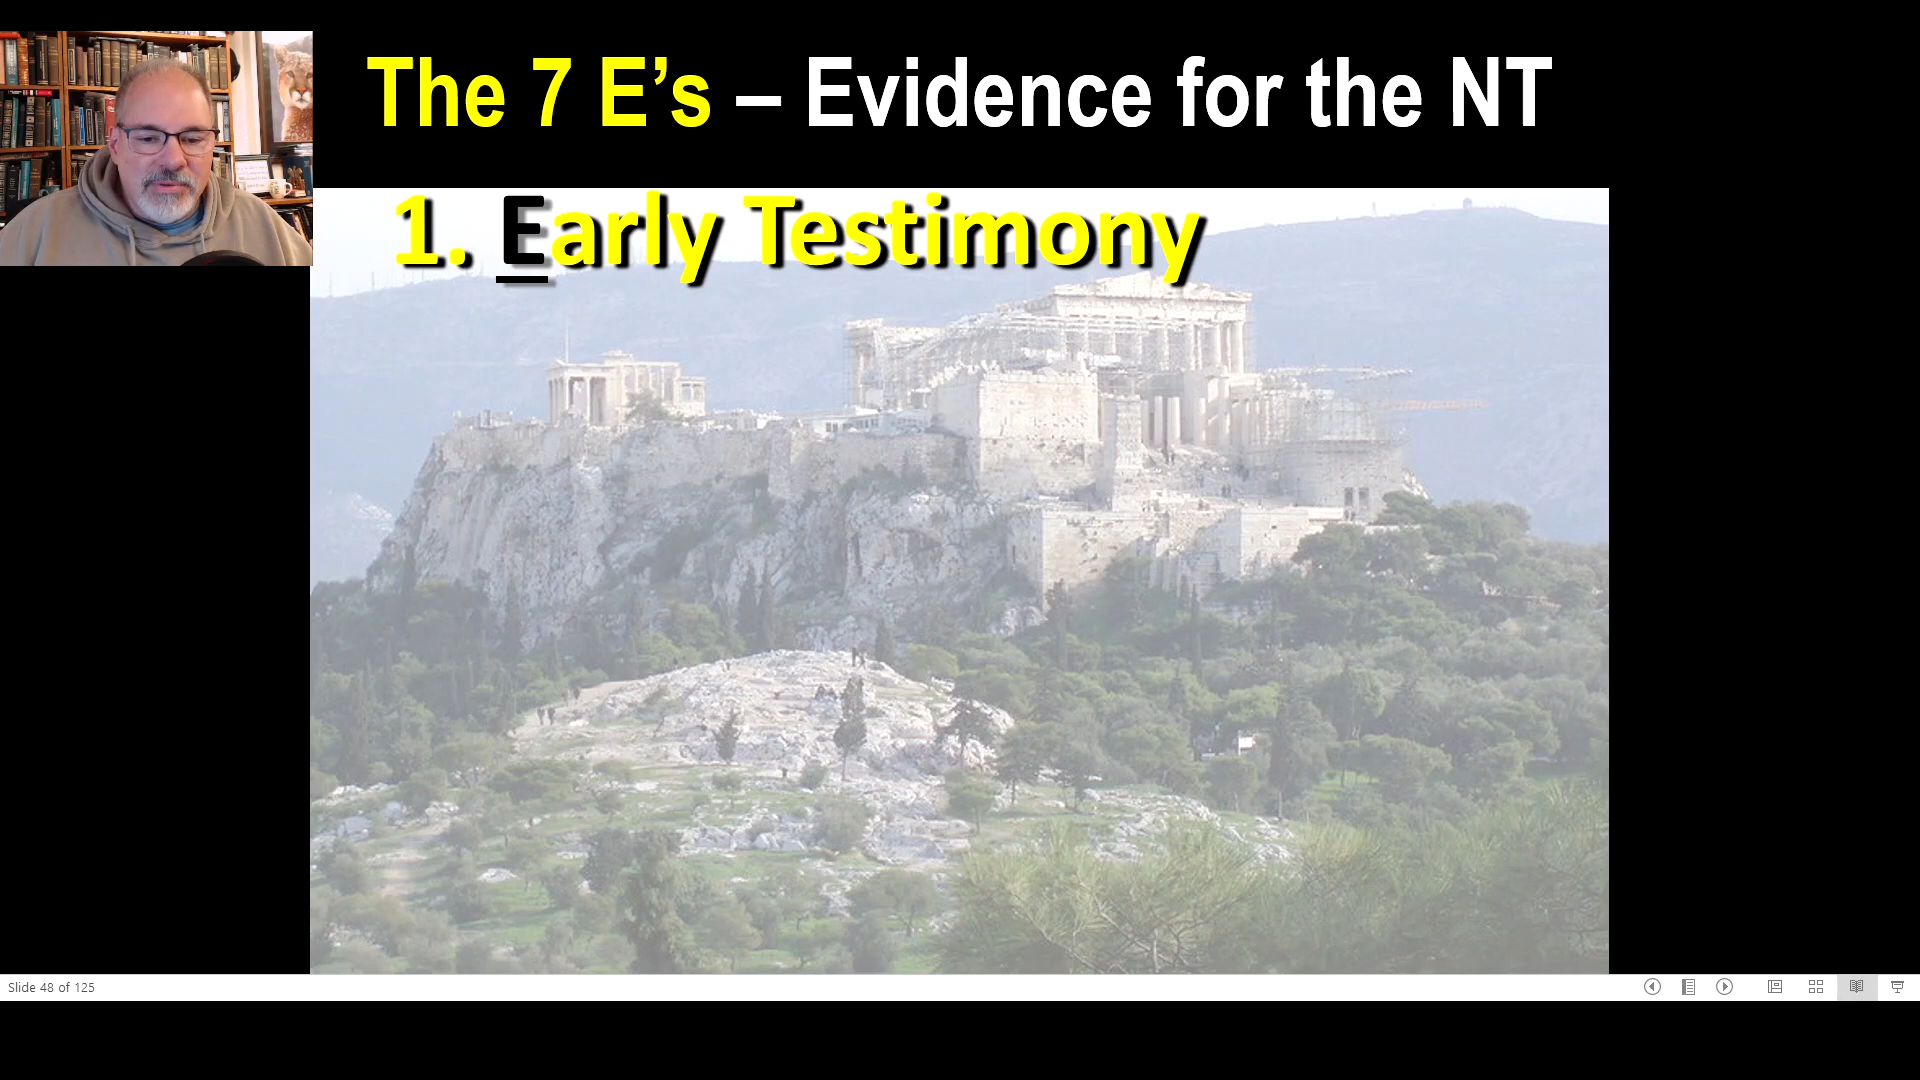 The 7 E’s – Evidence for the NT
1. Early Testimony
Slide 48 of 125